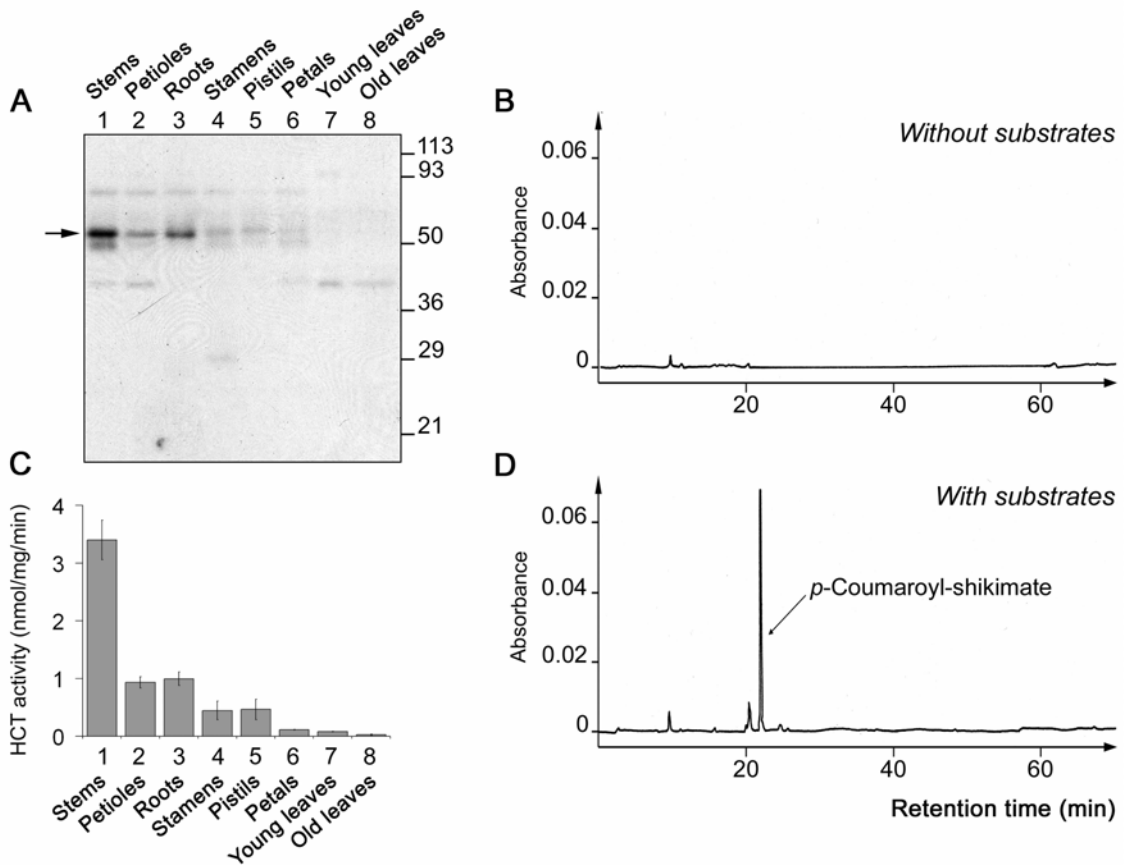 A
Stems
Petioles
Roots
Stamens
Pistils
Petals
Young leaves
Old leaves
1 2 3 4 5 6 7 8
113
93
50
36
29
21
B
Without substrates
Absorbance
0.06
0.04
0.02
0
20 40 60
C
HCT activity (nmol/mg/min)
4
3
2
1
0
1 2 3 4 5 6 7 8
Stems
Petioles
Roots
Stamens
Pistils
Petals
Young leaves
Old leaves
D
With substrates
Absorbance
0.06
0.04
0.02
0
p-Coumaroyl-shikimate
20 40 60
Retention time (min)